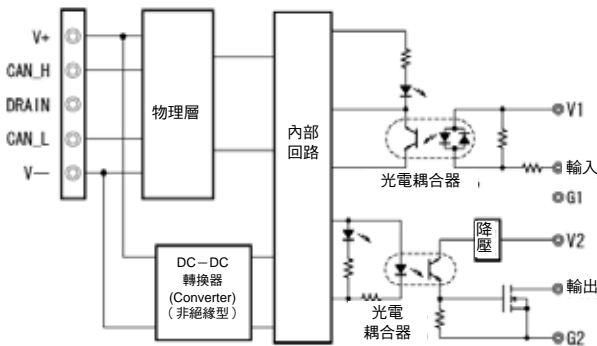 V+
CAN_H
DRAIN
CAN_L
V—
物理層
內部
回路
DC－DC
轉換器
(Converter)
（非絕緣型）
光電耦合器
V1
輸入
G1
降
壓
V2
光電
耦合器
輸出
G2